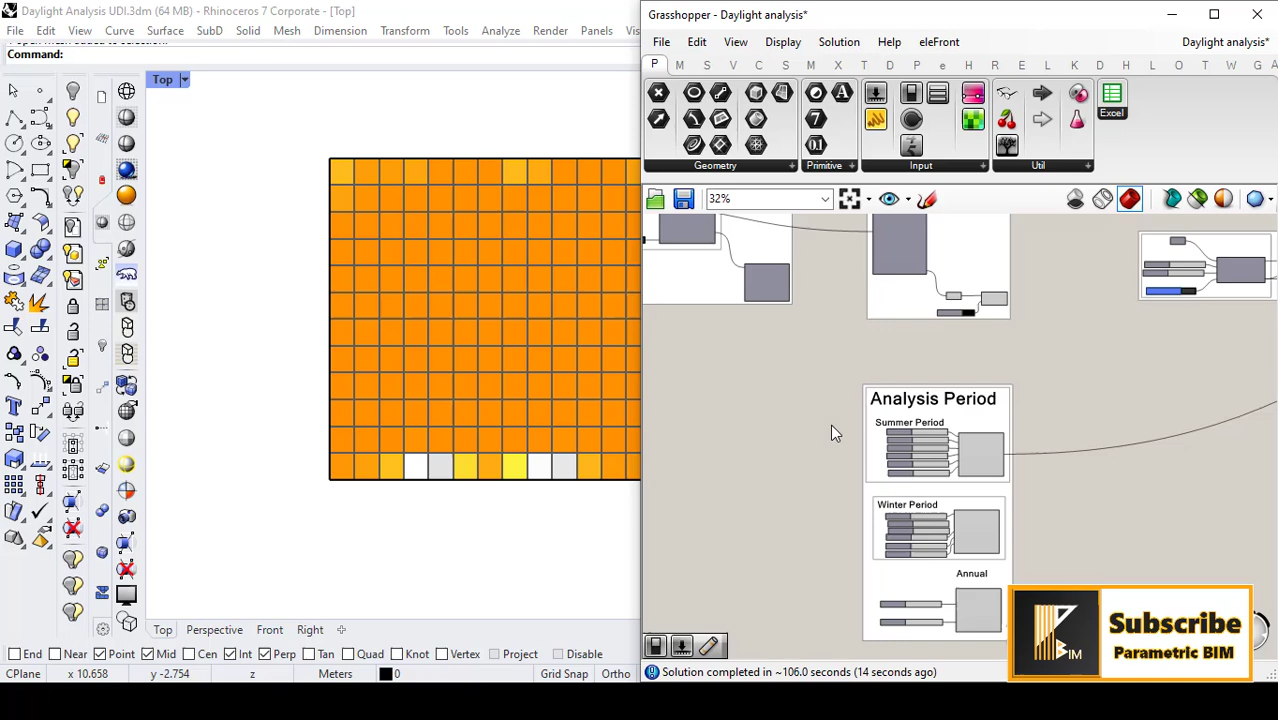 Daylight Analysis UDI.3dm (64 MB) - Rhinoceros 7 Corporate - [Top]
File Edit View Curve Surface SubD Solid Mesh Dimension Transform Tools Analyze Render Panels
Command:
Top
Top Perspective Front Right
End Near Point Mid Cen Int Perp Tan Quad Knot Vertex Project Disable
CPlane x 10.658 y -2.754 z Meters 0 Grid Snap Ortho
Grasshopper - Daylight analysis*
File Edit View Display Solution Help eleFront Daylight analysis*
P M S V C S M X T D P e H R S E L K D H L O T W G A
Geometry Primitive Input Util
Excel
32%
Analysis Period
Summer Period
Winter Period
Annual
Solution completed in ~106.0 seconds (14 seconds ago)
BIM
Subscribe
Parametric BIM